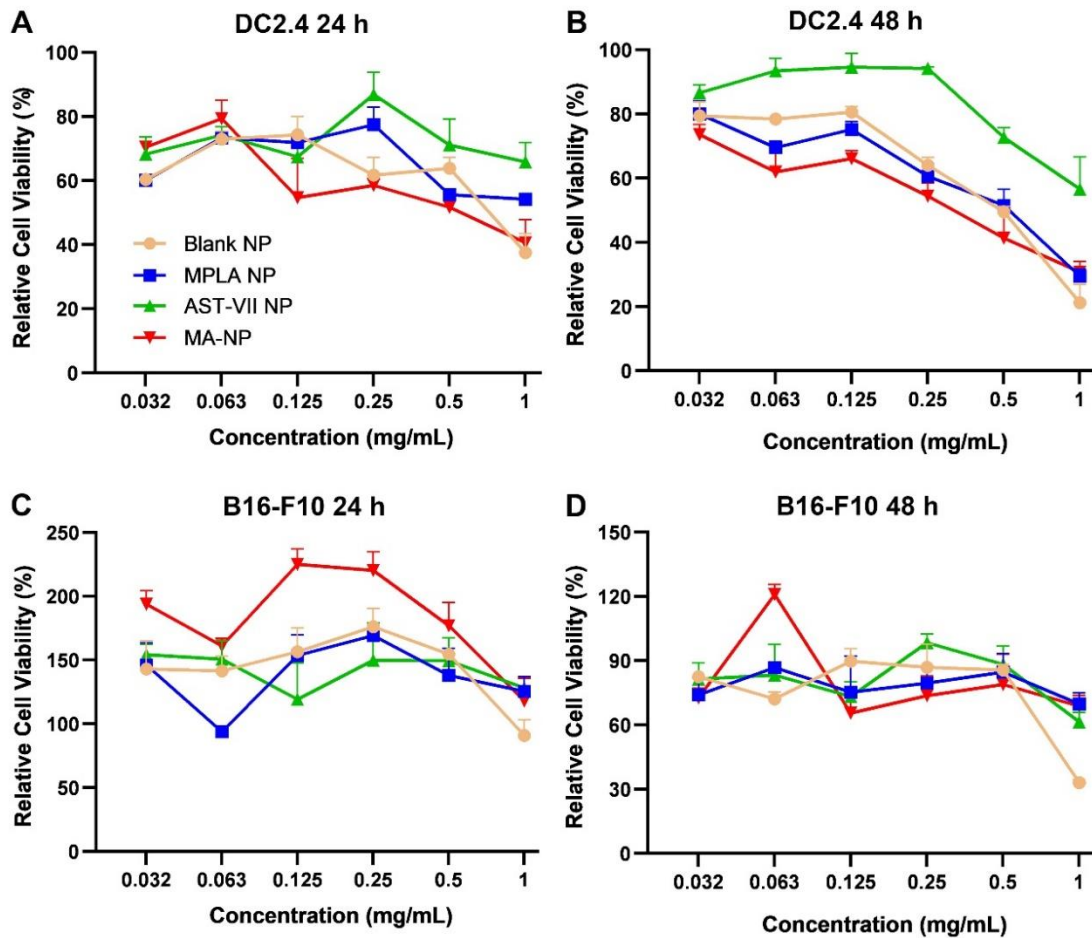 A
DC2.4 24 h
Relative Cell Viability (%)
100
80
60
40
20
0
Blank NP
MPLA NP
AST-VII NP
MA-NP
0.032 0.063 0.125 0.25 0.5 1
Concentration (mg/mL)
B
DC2.4 48 h
Relative Cell Viability (%)
100
80
60
40
20
0
0.032 0.063 0.125 0.25 0.5 1
Concentration (mg/mL)
C
B16-F10 24 h
Relative Cell Viability (%)
250
200
150
100
50
0
0.032 0.063 0.125 0.25 0.5 1
Concentration (mg/mL)
D
B16-F10 48 h
Relative Cell Viability (%)
150
120
90
60
30
0
0.032 0.063 0.125 0.25 0.5 1
Concentration (mg/mL)